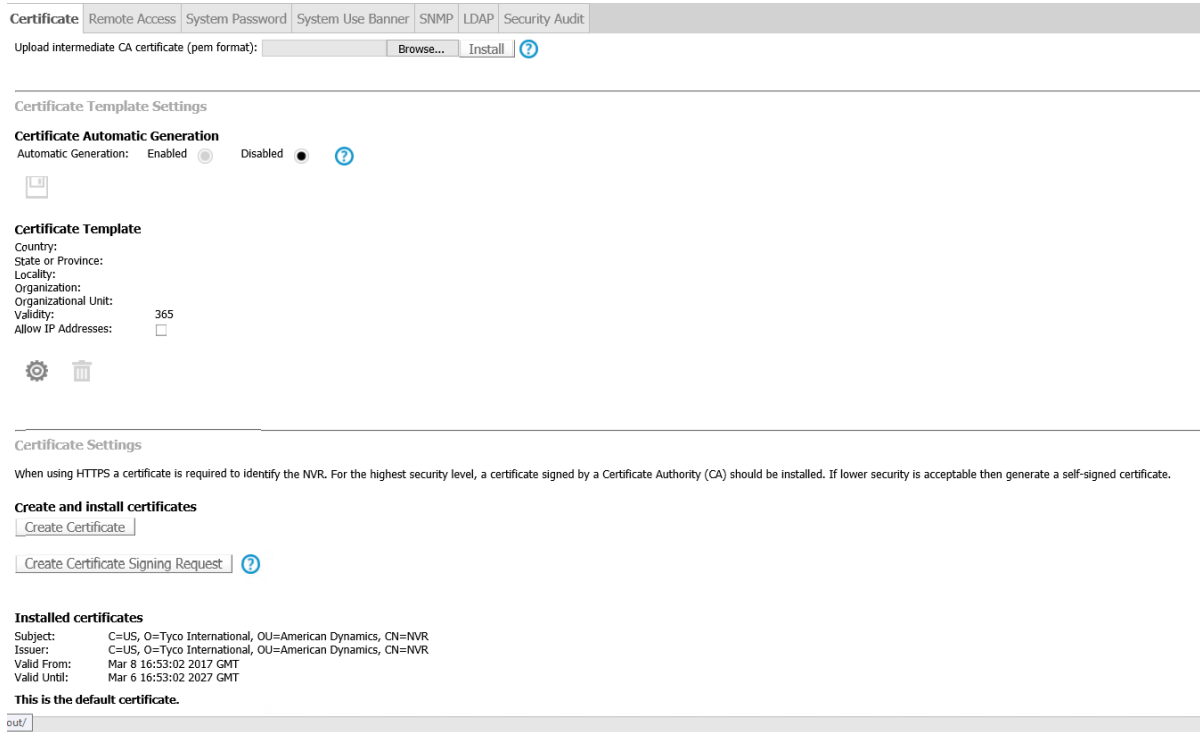 Certificate Remote Access System Password System Use Banner SNMP LDAP Security Audit
Upload intermediate CA certificate (pem format): Browse... Install ?
Certificate Template Settings
Certificate Automatic Generation
Automatic Generation: Enabled Disabled ?
Certificate Template
Country:
State or Province:
Locality:
Organization:
Organizational Unit:
Validity: 365
Allow IP Addresses:
Certificate Settings
When using HTTPS a certificate is required to identify the NVR. For the highest security level, a certificate signed by a Certificate Authority (CA) should be installed. If lower security is acceptable then generate a self-signed certificate.
Create and install certificates
Create Certificate
Create Certificate Signing Request ?
Installed certificates
Subject: C=US, O=Tyco International, OU=American Dynamics, CN=NVR
Issuer: C=US, O=Tyco International, OU=American Dynamics, CN=NVR
Valid From: Mar 8 16:53:02 2017 GMT
Valid Until: Mar 6 16:53:02 2027 GMT
This is the default certificate.
out/